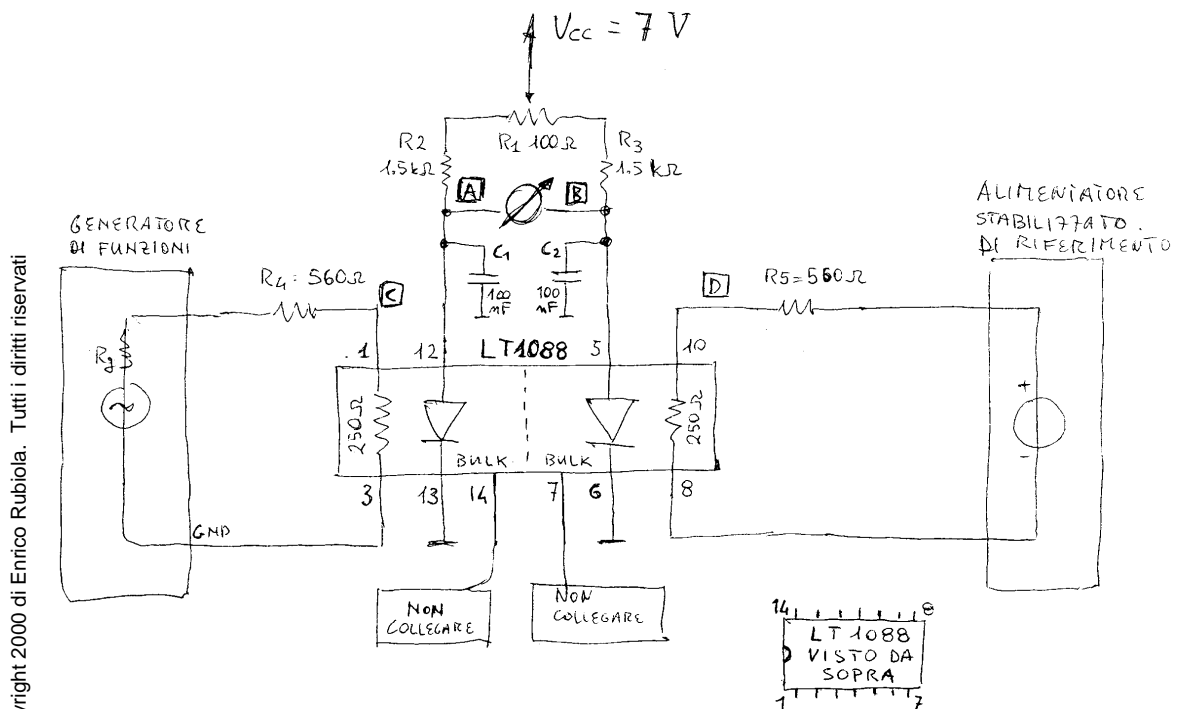 Vcc = 7 V
R2
1.5kΩ
R1 100Ω
R3
1.5 kΩ
A
B
ALIMENTATORE
STABILIZZATO.
DI RIFERIMENTO
GENERATORE
DI FUNZIONI
R4: 560Ω
C
C1
100
nF
C2
100
nF
D
R5=560Ω
1
12
LT1088
5
10
Rg
250Ω
250Ω
+
-
BULK
BULK
3
13
14
7
6
8
GND
NON
COLLEGARE
NON
COLLEGARE
14
8
LT1088
VISTO DA
SOPRA
1
7
yright 2000 di Enrico Rubiola. Tutti i diritti riservati